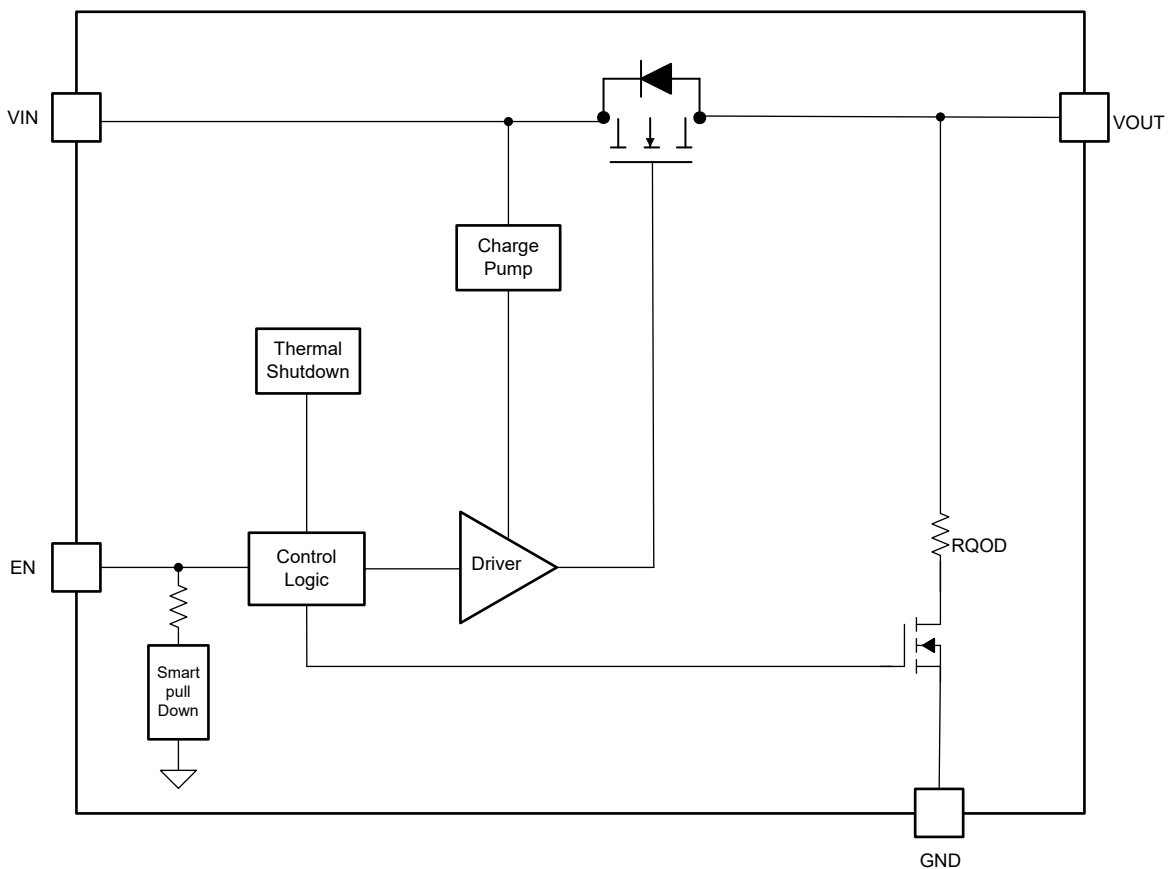 VIN
VOUT
Charge
Pump
Thermal
Shutdown
EN
Control
Logic
Driver
RQOD
Smart
pull
Down
GND